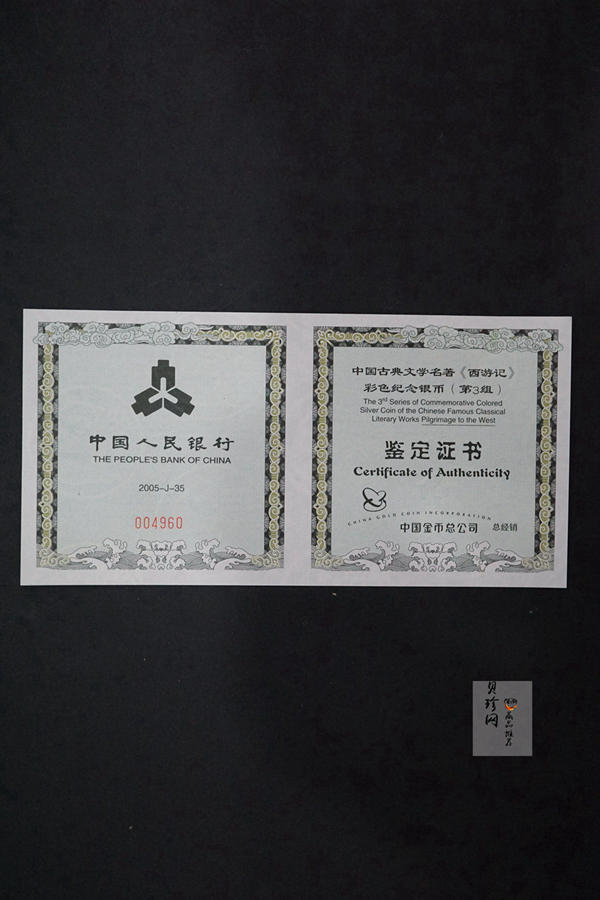 中国人民银行
THE PEOPLE'S BANK OF CHINA
2005-J-35
004960
中国古典文学名著《西游记》
彩色纪念银币（第3组）
The 3rd Series of Commemorative Colored
Silver Coin of the Chinese Famous Classical
Literary Works Pilgrimage to the West
鉴定证书
Certificate of Authenticity
CHINA GOLD COIN INCORPORATION
中国金币总公司 总经销
珍网
商品推荐